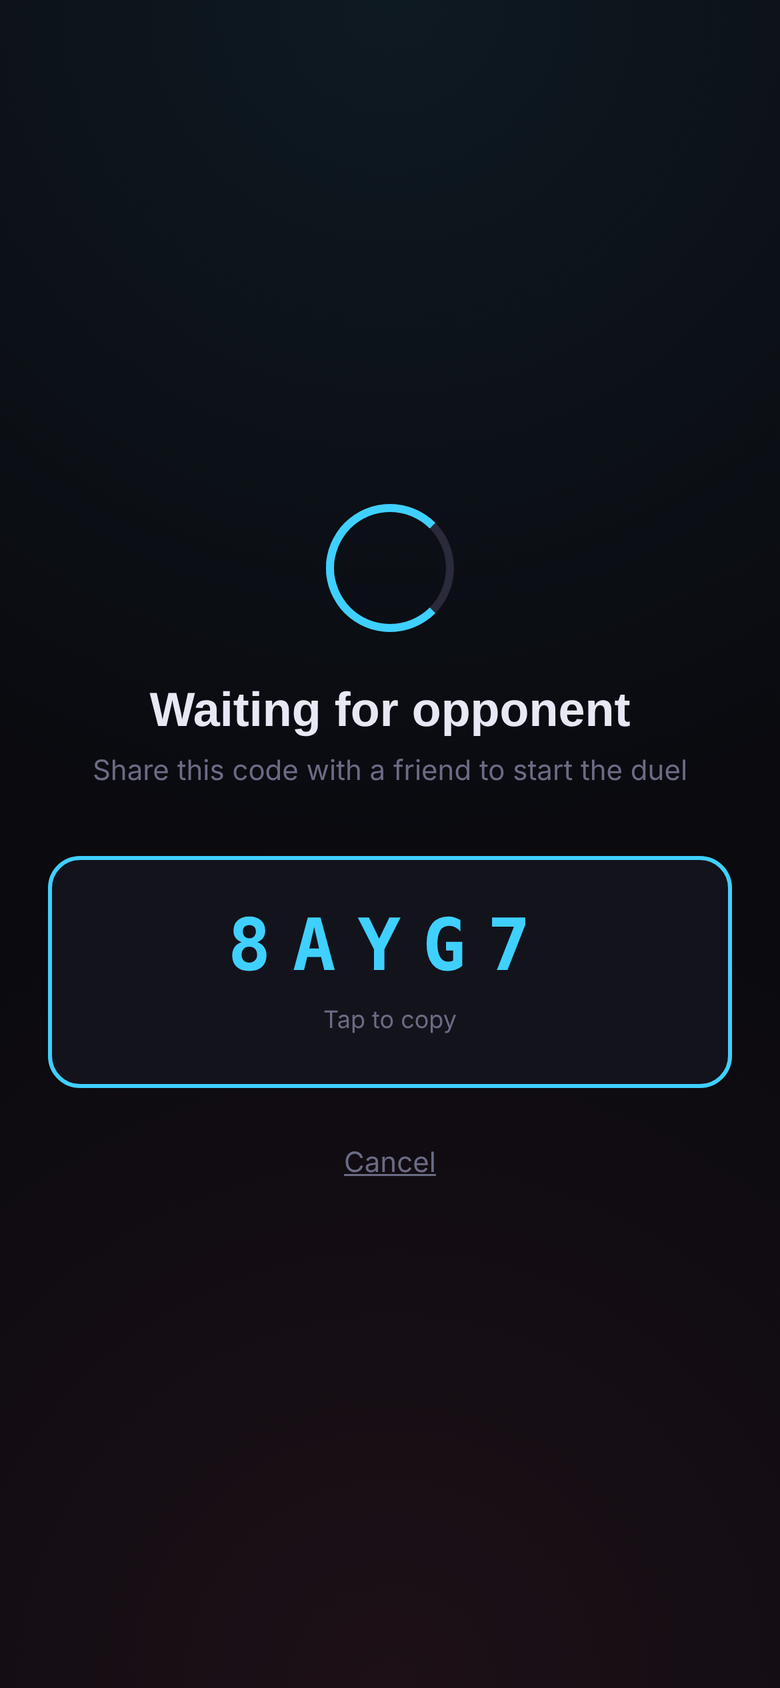 Waiting for opponent
Share this code with a friend to start the duel
8AYG7
Tap to copy
Cancel